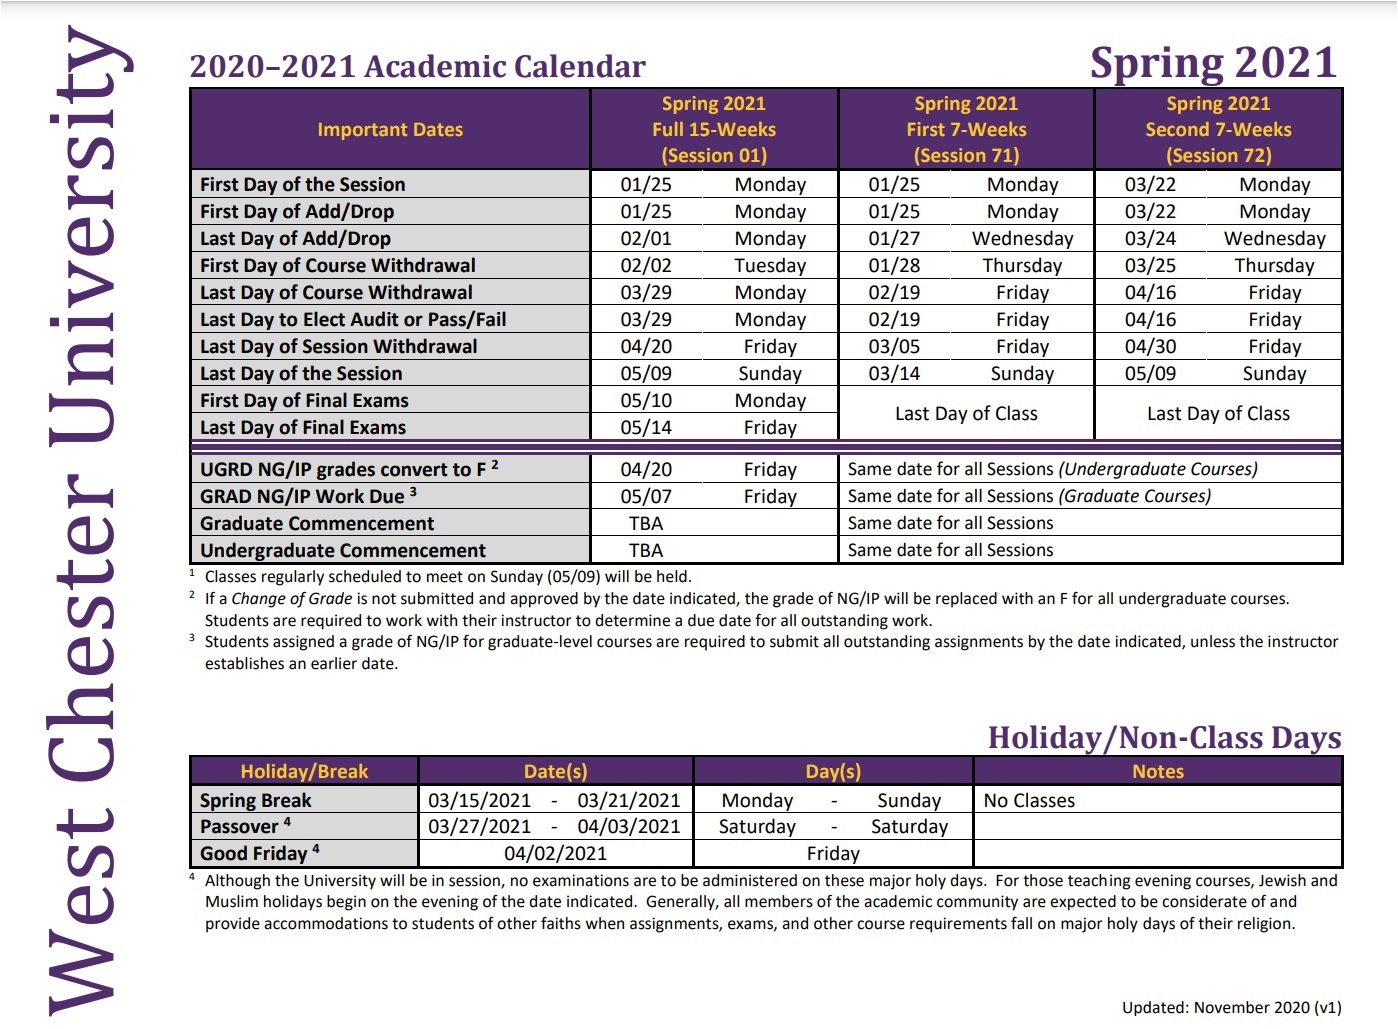 West Chester University
2020–2021 Academic Calendar Spring 2021
Important Dates
Spring 2021
Full 15-Weeks
(Session 01)
Spring 2021
First 7-Weeks
(Session 71)
Spring 2021
Second 7-Weeks
(Session 72)
First Day of the Session 01/25 Monday 01/25 Monday 03/22 Monday
First Day of Add/Drop 01/25 Monday 01/25 Monday 03/22 Monday
Last Day of Add/Drop 02/01 Monday 01/27 Wednesday 03/24 Wednesday
First Day of Course Withdrawal 02/02 Tuesday 01/28 Thursday 03/25 Thursday
Last Day of Course Withdrawal 03/29 Monday 02/19 Friday 04/16 Friday
Last Day to Elect Audit or Pass/Fail 03/29 Monday 02/19 Friday 04/16 Friday
Last Day of Session Withdrawal 04/20 Friday 03/05 Friday 04/30 Friday
Last Day of the Session 05/09 Sunday 03/14 Sunday 05/09 Sunday
First Day of Final Exams 05/10 Monday Last Day of Class Last Day of Class
Last Day of Final Exams 05/14 Friday
UGRD NG/IP grades convert to F 2 04/20 Friday Same date for all Sessions (Undergraduate Courses)
GRAD NG/IP Work Due 3 05/07 Friday Same date for all Sessions (Graduate Courses)
Graduate Commencement TBA Same date for all Sessions
Undergraduate Commencement TBA Same date for all Sessions
1 Classes regularly scheduled to meet on Sunday (05/09) will be held.
2 If a Change of Grade is not submitted and approved by the date indicated, the grade of NG/IP will be replaced with an F for all undergraduate courses.
Students are required to work with their instructor to determine a due date for all outstanding work.
3 Students assigned a grade of NG/IP for graduate-level courses are required to submit all outstanding assignments by the date indicated, unless the instructor
establishes an earlier date.
Holiday/Non-Class Days
Holiday/Break Date(s) Day(s) Notes
Spring Break 03/15/2021 - 03/21/2021 Monday - Sunday No Classes
Passover 4 03/27/2021 - 04/03/2021 Saturday - Saturday
Good Friday 4 04/02/2021 Friday
4 Although the University will be in session, no examinations are to be administered on these major holy days. For those teaching evening courses, Jewish and
Muslim holidays begin on the evening of the date indicated. Generally, all members of the academic community are expected to be considerate of and
provide accommodations to students of other faiths when assignments, exams, and other course requirements fall on major holy days of their religion.
Updated: November 2020 (v1)